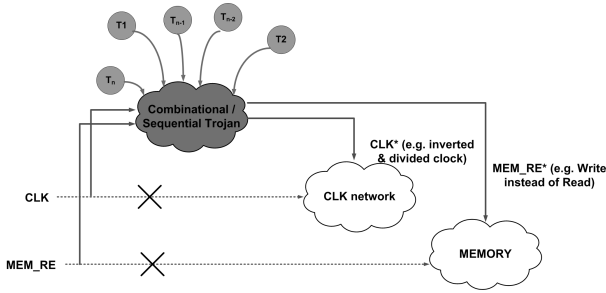 T1
Tn-1
Tn-2
T2
Tn
Combinational /
Sequential Trojan
CLK* (e.g. inverted
& divided clock)
MEM_RE* (e.g. Write
instead of Read)
CLK
CLK network
MEMORY
MEM_RE